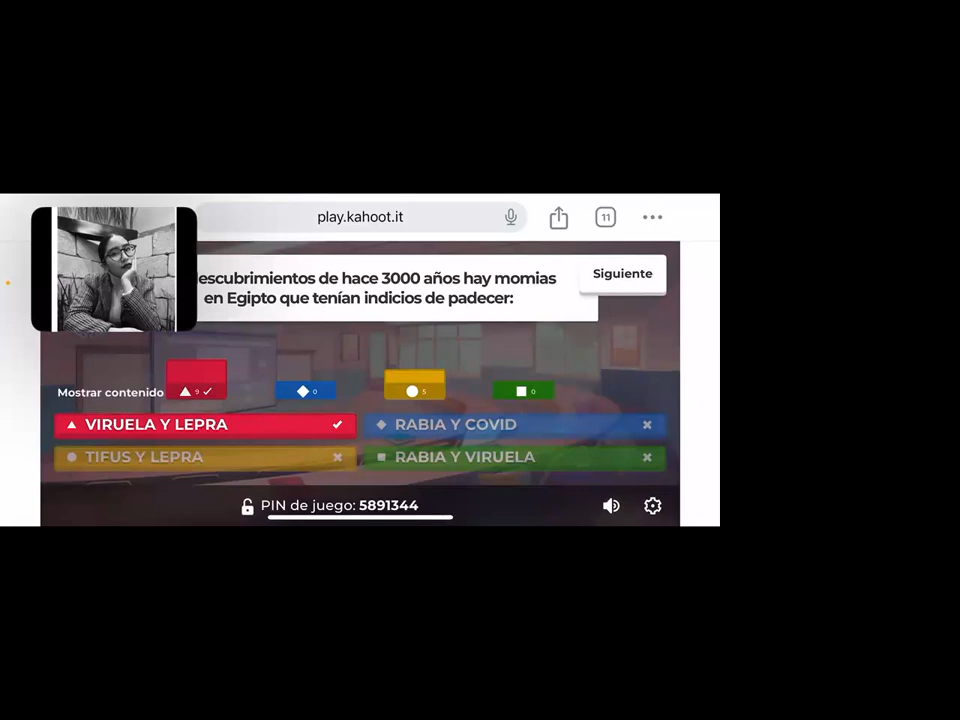 play.kahoot.it
11
escubrimientos de hace 3000 años hay momias
en Egipto que tenían indicios de padecer:
Siguiente
Mostrar contenido
9
0
5
0
VIRUELA Y LEPRA
RABIA Y COVID
TIFUS Y LEPRA
RABIA Y VIRUELA
PIN de juego: 5891344